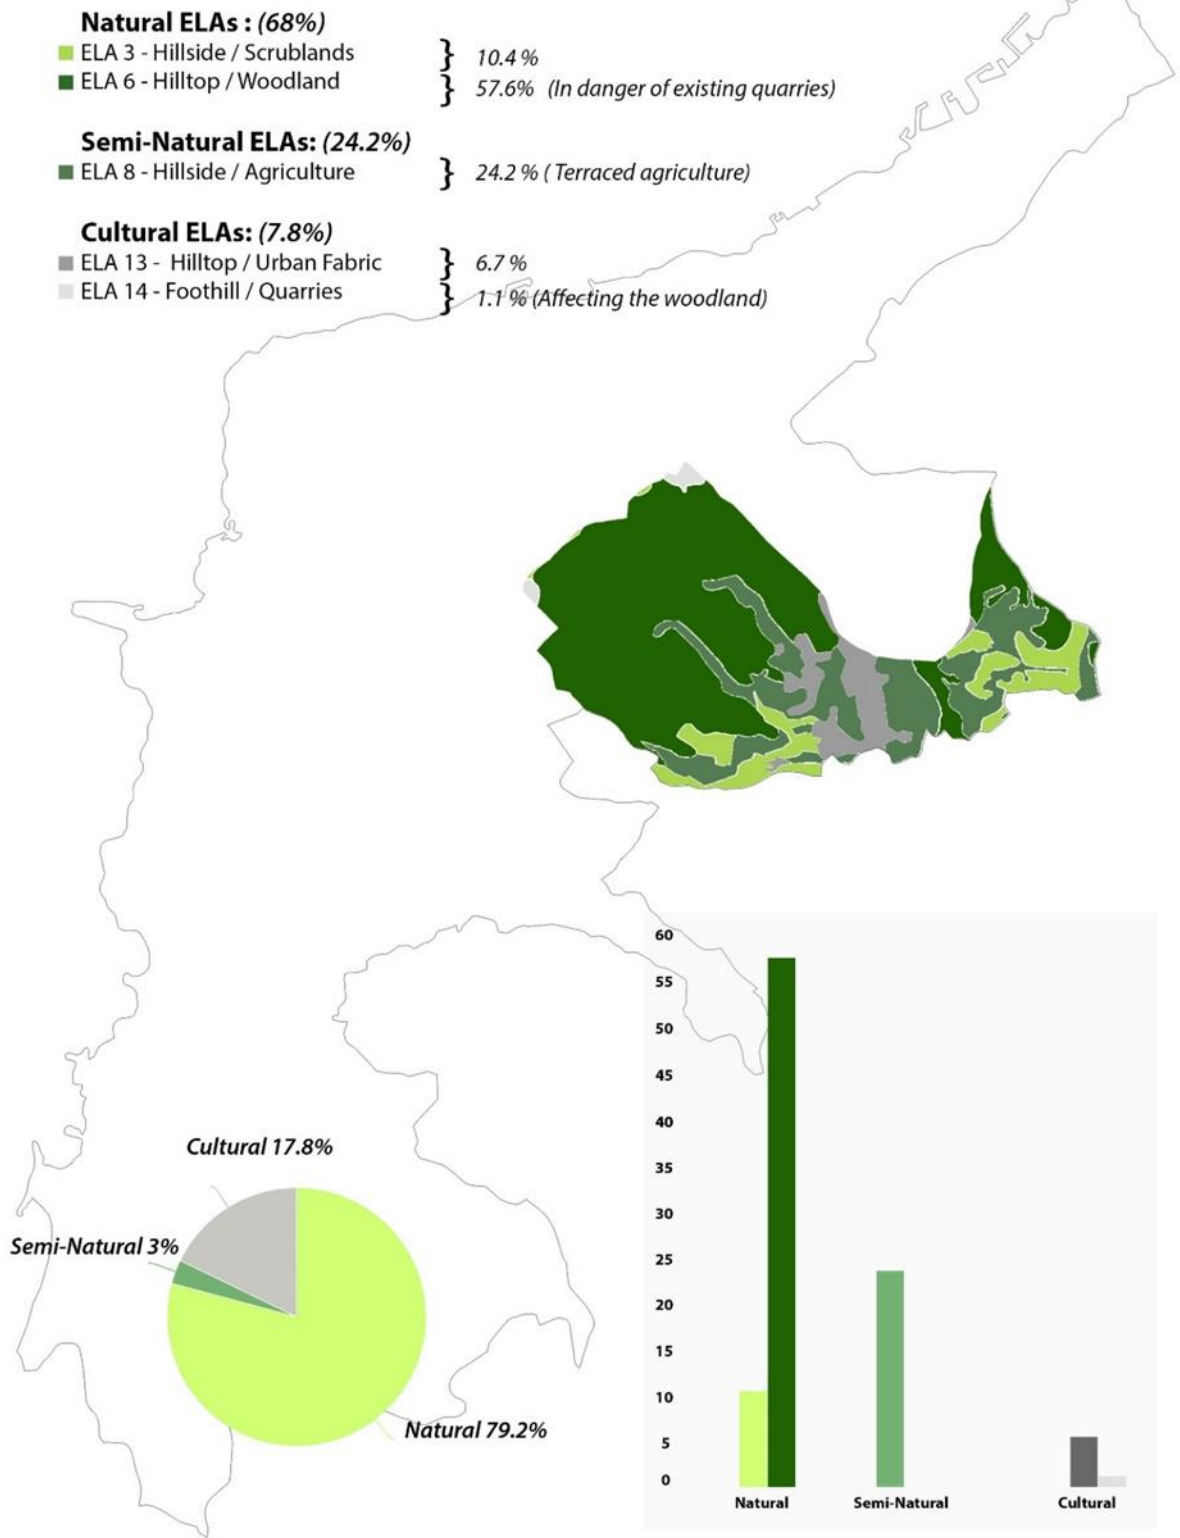 Natural ELAs : (68%)
ELA 3 - Hillside / Scrublands } 10.4 %
ELA 6 - Hilltop / Woodland } 57.6% (In danger of existing quarries)
Semi-Natural ELAs: (24.2%)
ELA 8 - Hillside / Agriculture } 24.2 % ( Terraced agriculture)
Cultural ELAs: (7.8%)
ELA 13 - Hilltop / Urban Fabric } 6.7 %
ELA 14 - Foothill / Quarries } 1.1 % (Affecting the woodland)
Cultural 17.8%
Semi-Natural 3%
Natural 79.2%
60
55
50
45
40
35
30
25
20
15
10
5
0
Natural Semi-Natural Cultural